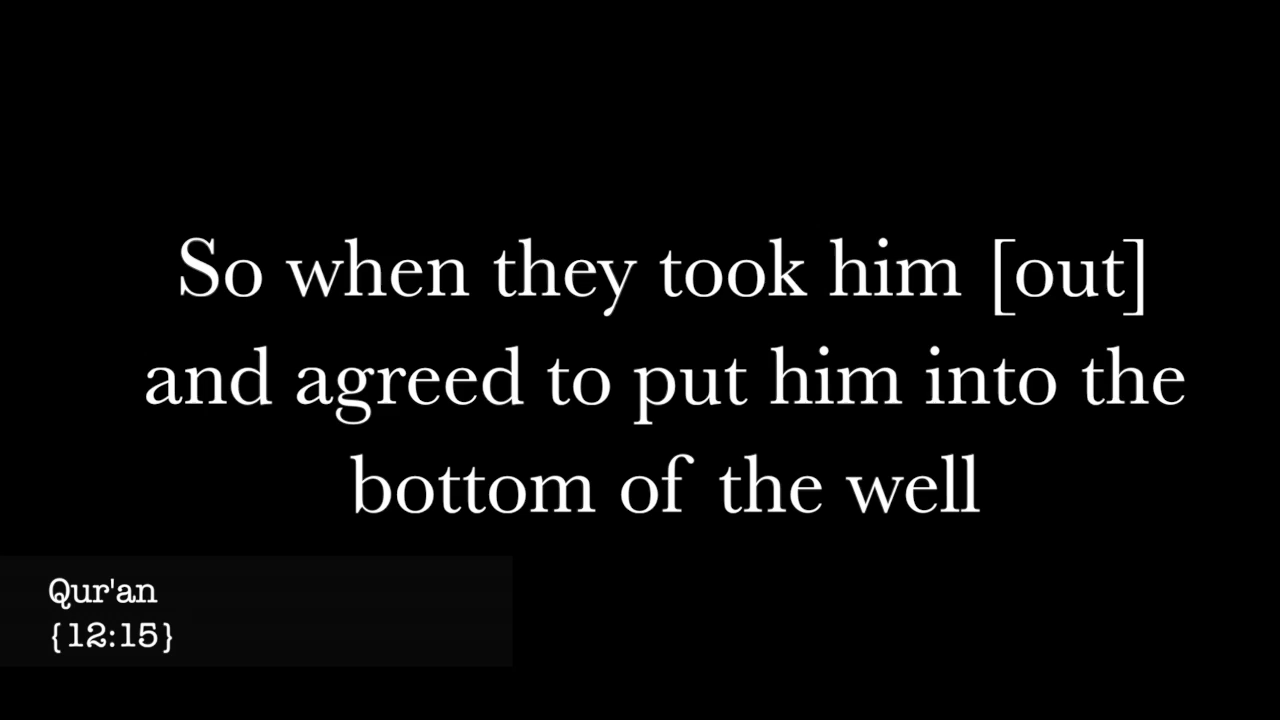 So when they took him [out]
and agreed to put him into the
bottom of the well
Qur'an
{12:15}